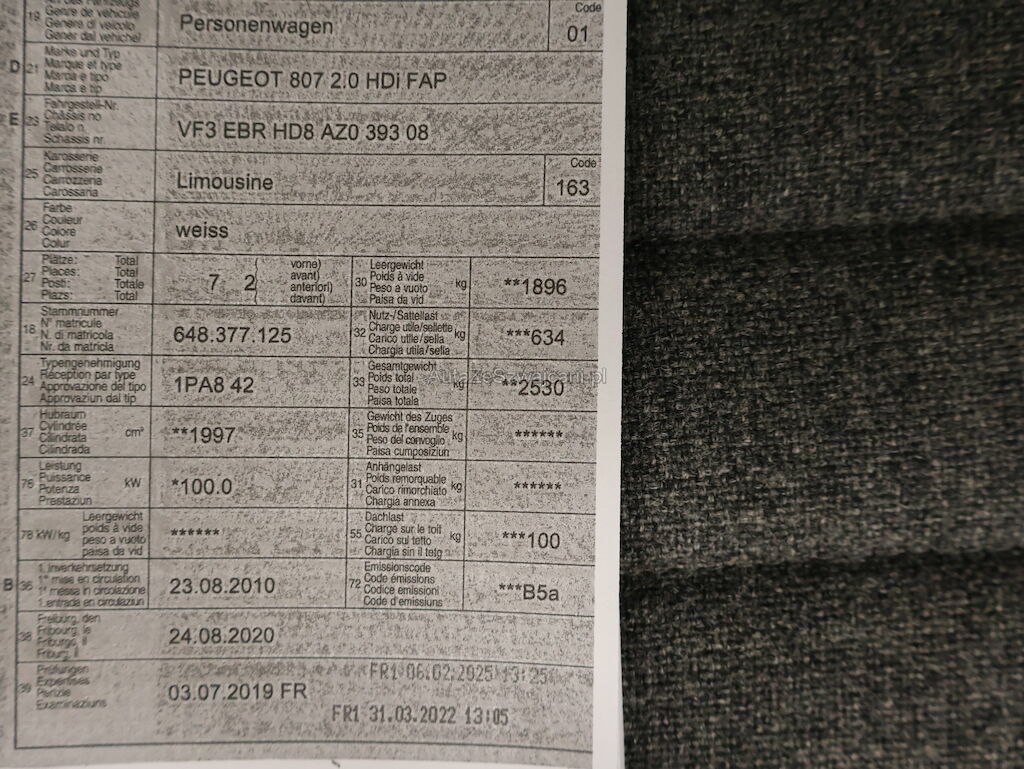 19 Genre de véhicule
Genere di veicolo
Gener dal vehichel
Personenwagen
Code
01
D 21 Marke und Typ
Marque et type
Marca e tipo
Marca e tip
PEUGEOT 807 2.0 HDi FAP
E 23 Fahrgestell-Nr.
Châssis no
Telaio n.
Schassis nr.
VF3 EBR HD8 AZ0 393 08
25 Karosserie
Carrosserie
Carrozzeria
Carossaria
Limousine
Code
163
26 Farbe
Couleur
Colore
Colur
weiss
27 Plätze: Total
Places: Total
Posti: Totale
Plazs: Total
7 2
vorne)
avant)
anteriori)
davant)
30 Leergewicht
Poids à vide
Peso a vuoto
Paisa da vid
kg
**1896
18 Stammnummer
N° matricule
N. di matricola
Nr. da matricla
648.377.125
32 Nutz-/Sattellast
Charge utile/sellette
Carico utile/sella
Chargia utila/sella
kg
***634
24 Typengenehmigung
Réception par type
Approvazione del tipo
Approvaziun dal tip
1PA8 42
33 Gesamtgewicht
Poids total
Peso totale
Paisa totala
kg
**2530
37 Hubraum
Cylindrée
Cilindrata
Cilindrada
cm³
**1997
35 Gewicht des Zuges
Poids de l'ensemble
Peso del convoglio
Paisa cumposiziun
kg
******
76 Leistung
Puissance
Potenza
Prestaziun
kW
*100.0
31 Anhängelast
Poids remorquable
Carico rimorchiato
Chargia annexa
kg
******
78 kW/kg
Leergewicht
poids à vide
peso a vuoto
paisa da vid
******
55 Dachlast
Charge sur le toit
Carico sul tetto
Chargia sin il tetg
kg
***100
B 36 1. Inverkehrsetzung
1re mise en circulation
1a messa in circolazione
1. entrada en circulaziun
23.08.2010
72 Emissionscode
Code émissions
Codice emissioni
Code d'emissiuns
***B5a
38 Freiburg, den
Fribourg, le
Friburgo, il
Friburg, il
24.08.2020
39 Prüfungen
Expertises
Perizie
Examinaziuns
03.07.2019 FR
FR1 06.02.2025 13:25
FR1 31.03.2022 13:05
AutaZeSzwajcarii.pl